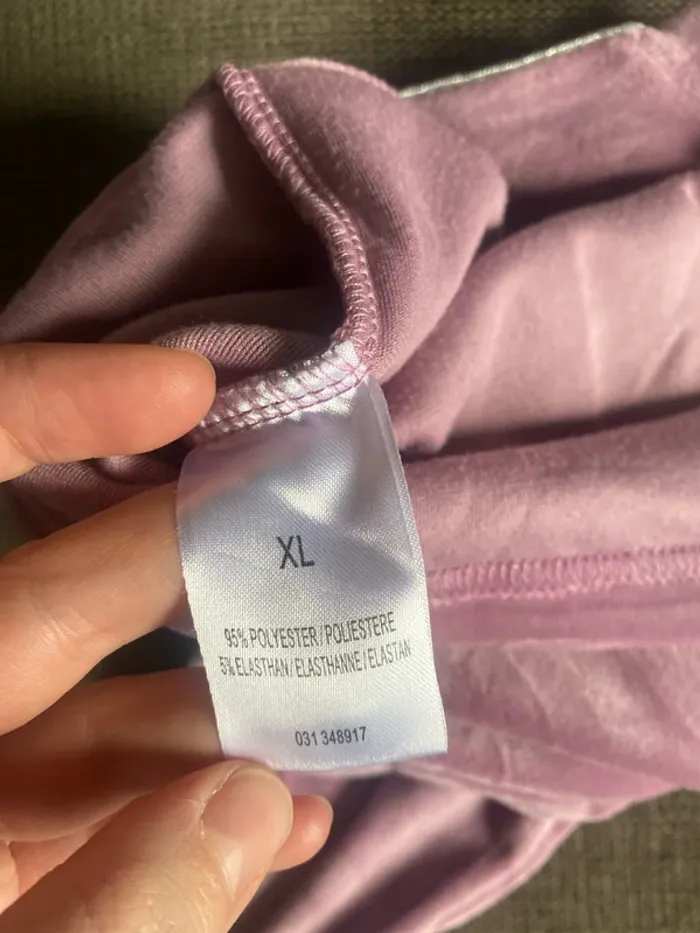 XL
95% POLYESTER/POLIESTERE
5% ELASTHAN/ELASTHANNE/ELASTAN
031 348917